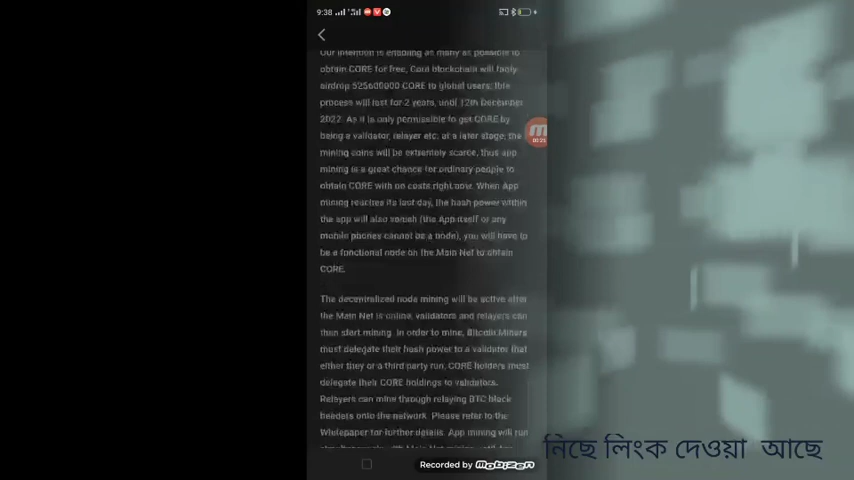 9:38
Our intention is enabling as many as possible to
obtain CORE for free, Core blockchain will fairly
airdrop 525600000 CORE to global users; this
process will last for 2 years, until 12th December
2022. As it is only permissible to get CORE by
being a validator, relayer etc. at a later stage, the
mining coins will be extremely scarce, thus app
mining is a great chance for ordinary people to
obtain CORE with no costs right now. When App
mining reaches its last day, the hash power within
the app will also vanish (the App itself or any
mobile phones cannot be a node), you will have to
be a functional node on the Main Net to obtain
CORE.
The decentralized node mining will be active after
the Main Net is online, validators and relayers can
then start mining. In order to mine, Bitcoin Miners
must delegate their hash power to a validator that
either they or a third party run, CORE holders must
delegate their CORE holdings to validators.
Relayers can mine through relaying BTC block
headers onto the network. Please refer to the
Whitepaper for further details. App mining will run
Recorded by mobizen
নিছে লিংক দেওয়া আছে